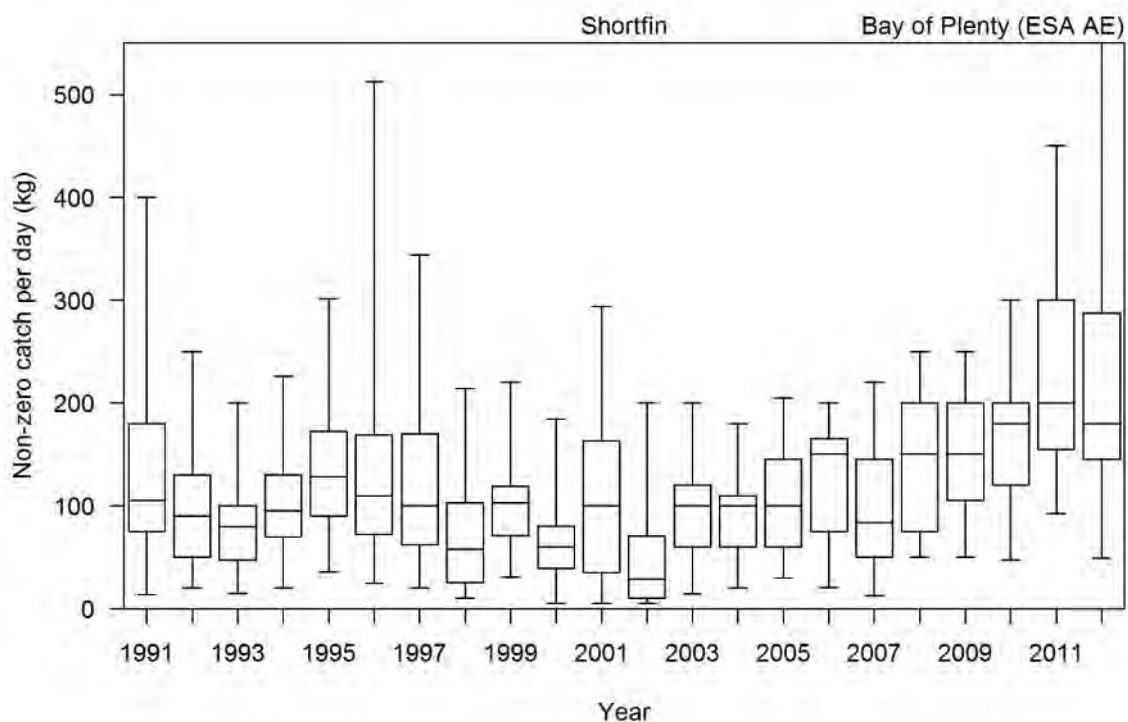 Shortfin Bay of Plenty (ESA AE)
Non-zero catch per day (kg)
500
400
300
200
100
0
1991 1993 1995 1997 1999 2001 2003 2005 2007 2009 2011
Year